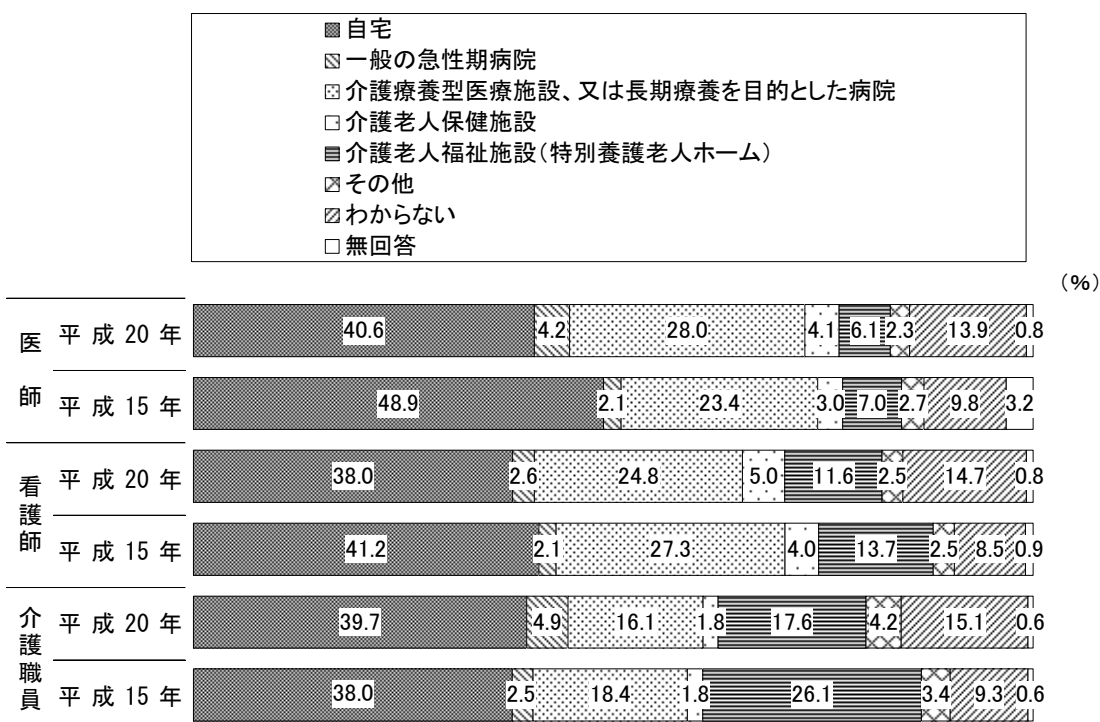 自宅
一般の急性期病院
介護療養型医療施設、又は長期療養を目的とした病院
介護老人保健施設
介護老人福祉施設(特別養護老人ホーム)
その他
わからない
無回答
(%)
医師
平成20年 40.6 4.2 28.0 4.1 6.1 2.3 13.9 0.8
平成15年 48.9 2.1 23.4 3.0 7.0 2.7 9.8 3.2
看護師
平成20年 38.0 2.6 24.8 5.0 11.6 2.5 14.7 0.8
平成15年 41.2 2.1 27.3 4.0 13.7 2.5 8.5 0.9
介護職員
平成20年 39.7 4.9 16.1 1.8 17.6 4.2 15.1 0.6
平成15年 38.0 2.5 18.4 1.8 26.1 3.4 9.3 0.6